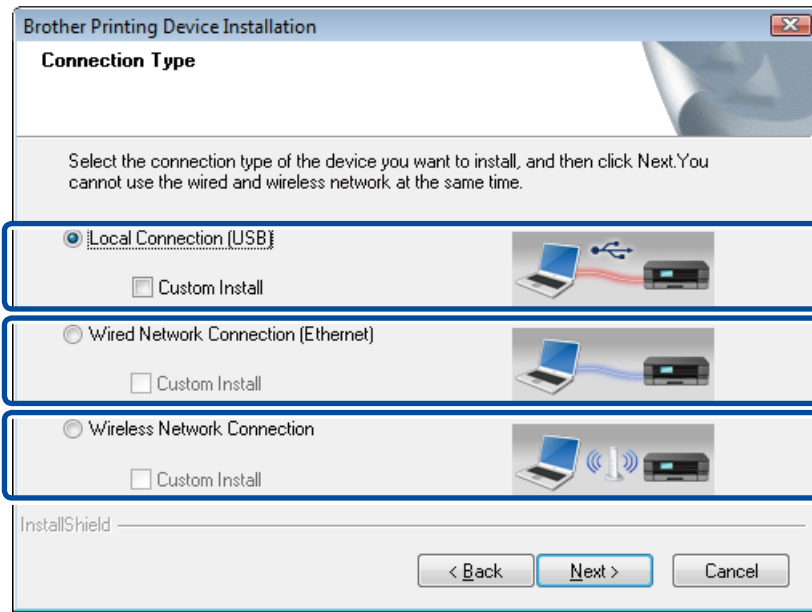 Brother Printing Device Installation
Connection Type
Select the connection type of the device you want to install, and then click Next.You
cannot use the wired and wireless network at the same time.
Local Connection (USB)
Custom Install
Wired Network Connection (Ethernet)
Custom Install
Wireless Network Connection
Custom Install
InstallShield
< Back Next > Cancel